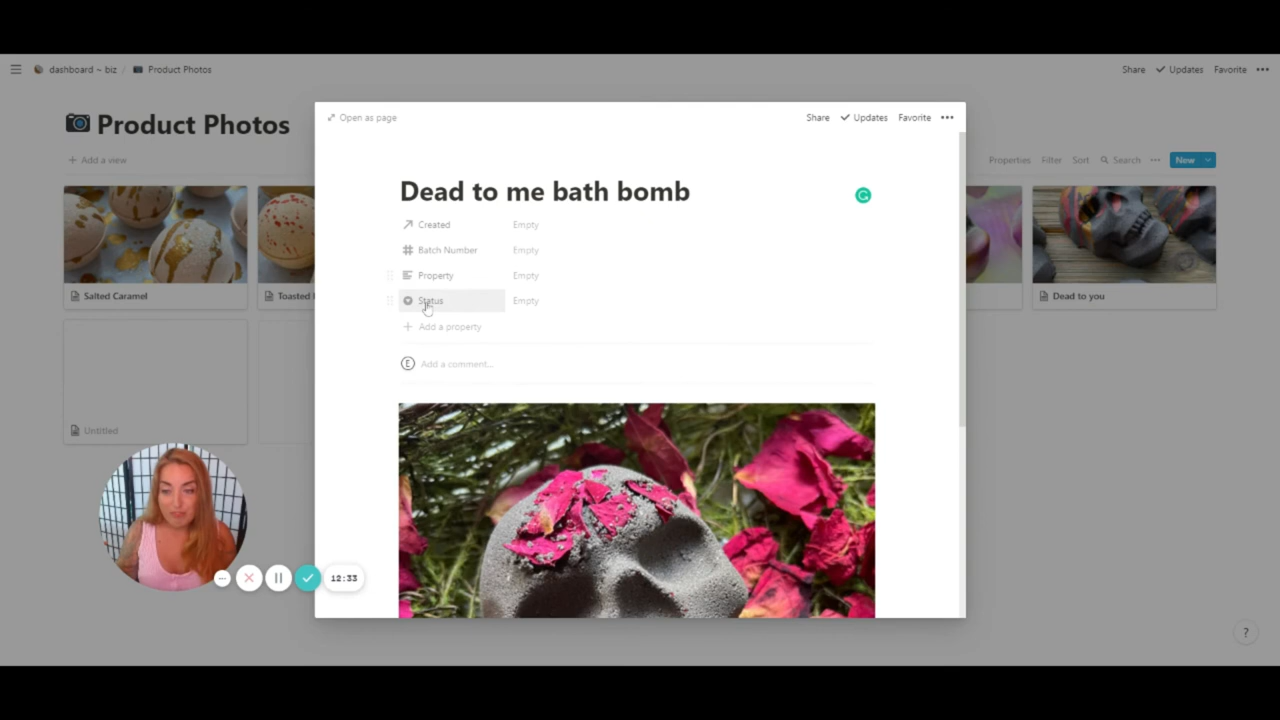 dashboard ~ biz / Product Photos
Share Updates Favorite
Product Photos
Add a view
Properties Filter Sort Search New
Salted Caramel
Toasted
Dead to you
Untitled
Open as page
Share Updates Favorite
Dead to me bath bomb
Created Empty
Batch Number Empty
Property Empty
Status Empty
Add a property
E Add a comment...
12:33
?